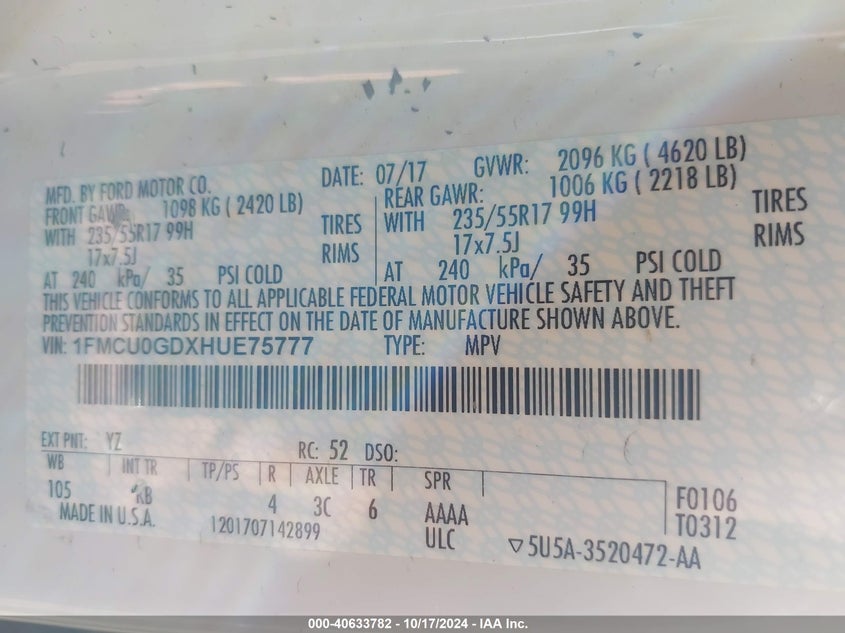 MFD. BY FORD MOTOR CO. DATE: 07/17 GVWR: 2096 KG ( 4620 LB)
FRONT GAWR: 1098 KG ( 2420 LB) REAR GAWR: 1006 KG ( 2218 LB)
WITH 235/55R17 99H TIRES WITH 235/55R17 99H TIRES
17x7.5J RIMS 17x7.5J RIMS
AT 240 kPa/ 35 PSI COLD AT 240 kPa/ 35 PSI COLD
THIS VEHICLE CONFORMS TO ALL APPLICABLE FEDERAL MOTOR VEHICLE SAFETY AND THEFT
PREVENTION STANDARDS IN EFFECT ON THE DATE OF MANUFACTURE SHOWN ABOVE.
VIN: 1FMCU0GDXHUE75777 TYPE: MPV
EXT PNT: YZ RC: 52 DSO:
WB INT TR TP/PS R AXLE TR SPR
105 KB 4 3C 6 AAAA F0106
MADE IN U.S.A. 1201707142899 ULC T0312
▽5U5A-3520472-AA
000-40633782 - 10/17/2024 - IAA Inc.